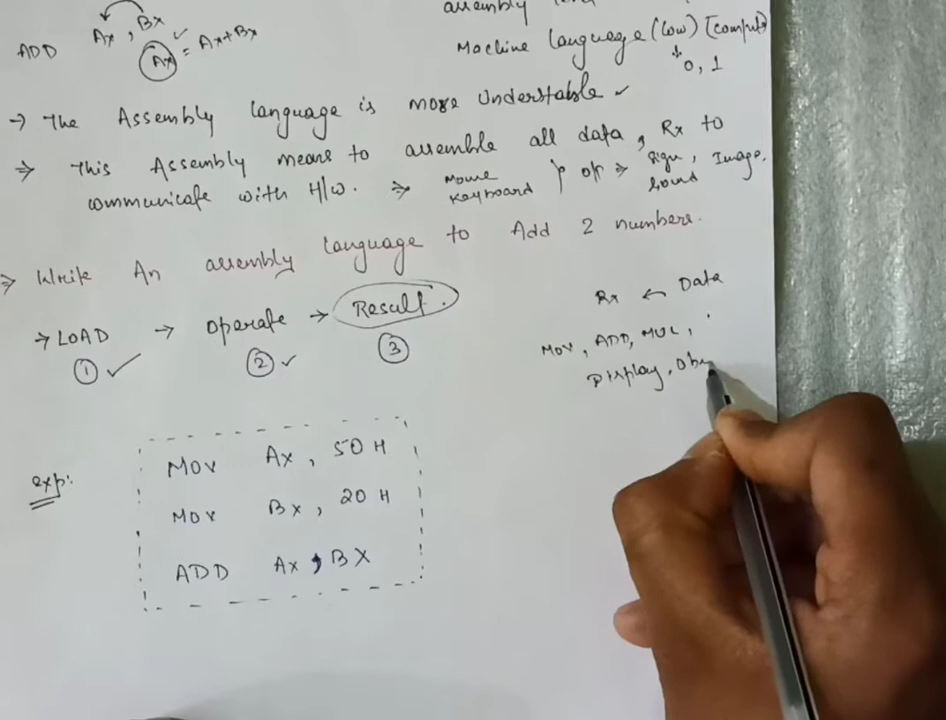 assembly
Machine language (low) [comput]
0, 1
ADD Ax , Bx
Ax = Ax+Bx
→ The Assembly language is more Understable ✓
⇒ This Assembly means to assemble all data , Rx to
communicate with H/W. ⇒ Mouse
Keyboard } o/p ⇒ Sign, Image.
Sound
⇒ Write An assembly language to Add 2 numbers.
→ LOAD → Operate → Result.
① ✓ ② ✓ ③
Rx ← Data
MOV, ADD, MUL,
Display, Obs
exp:
MOV Ax , 50 H
MOV Bx , 20 H
ADD Ax , BX